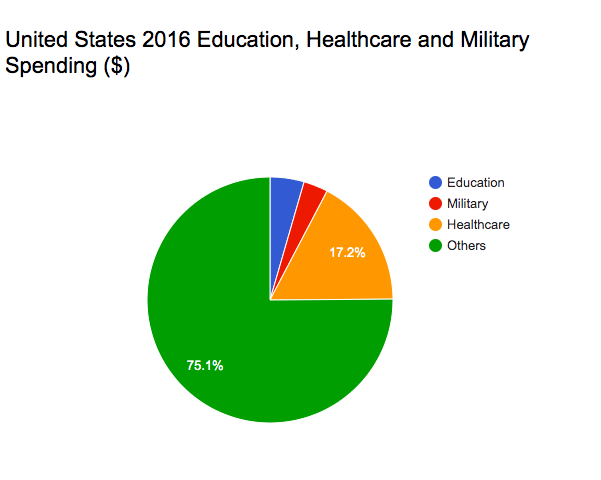 United States 2016 Education, Healthcare and Military
Spending ($)
Education
Military
Healthcare
Others
17.2%
75.1%